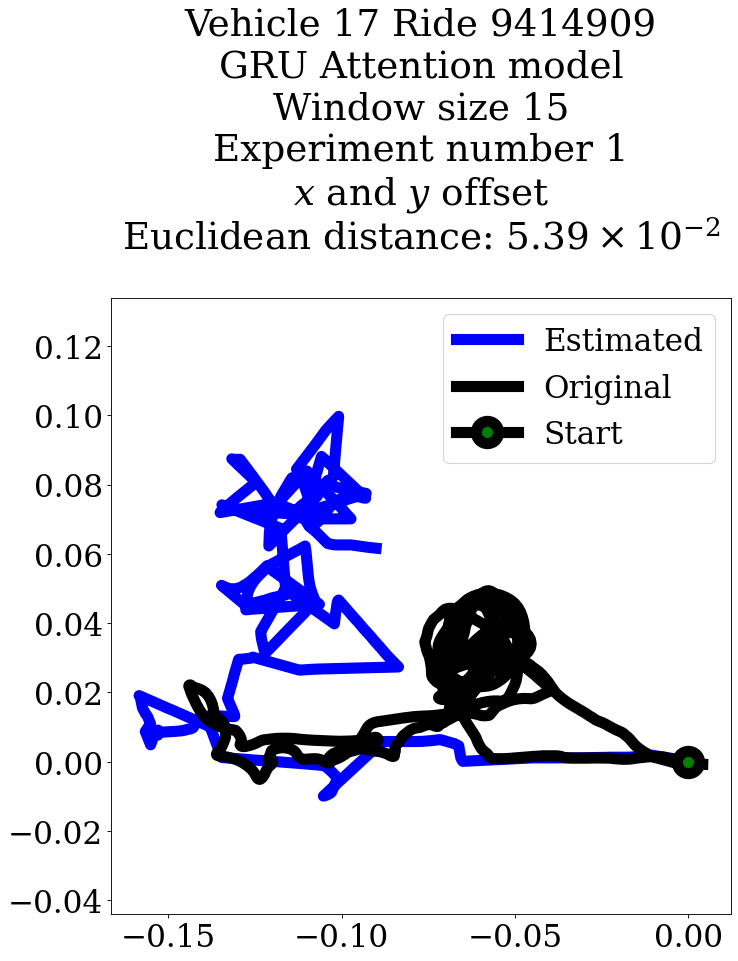 Vehicle 17 Ride 9414909
GRU Attention model
Window size 15
Experiment number 1
x and y offset
Euclidean distance: 5.39 × 10⁻²
Estimated
Original
Start
0.12
0.10
0.08
0.06
0.04
0.02
0.00
−0.02
−0.04
−0.15
−0.10
−0.05
0.00